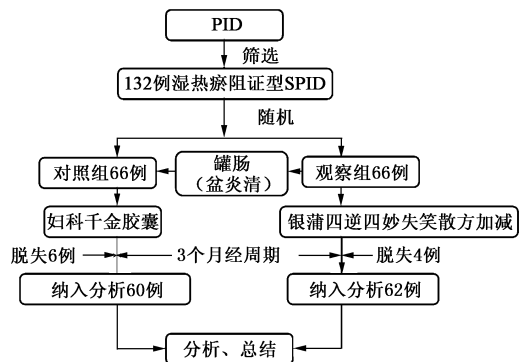 PID
筛选
132例湿热瘀阻证型SPID
随机
对照组66例
罐肠
（盆炎清）
观察组66例
妇科千金胶囊
银蒲四逆四妙失笑散方加减
脱失6例
3个月经周期
脱失4例
纳入分析60例
纳入分析62例
分析、总结